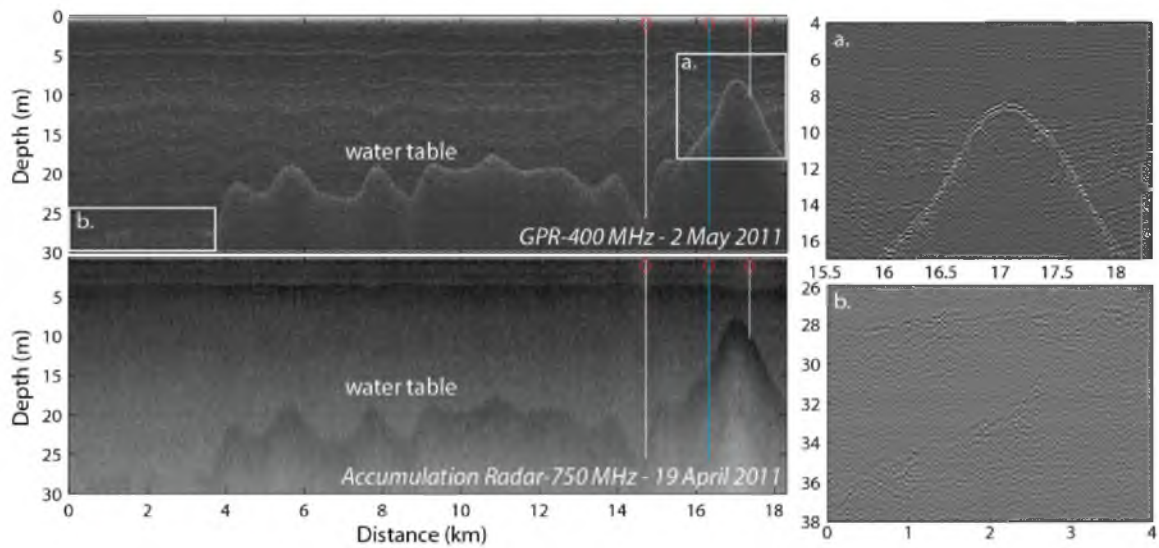 0
5
10
15
20
25
30
Depth (m)
a.
water table
b.
GPR-400 MHz - 2 May 2011
5
10
15
20
25
30
Depth (m)
water table
Accumulation Radar-750 MHz - 19 April 2011
0 2 4 6 8 10 12 14 16 18
Distance (km)
4
6
8
10
12
14
16
a.
15.5 16 16.5 17 17.5 18
26
28
30
32
34
36
38
b.
0 1 2 3 4